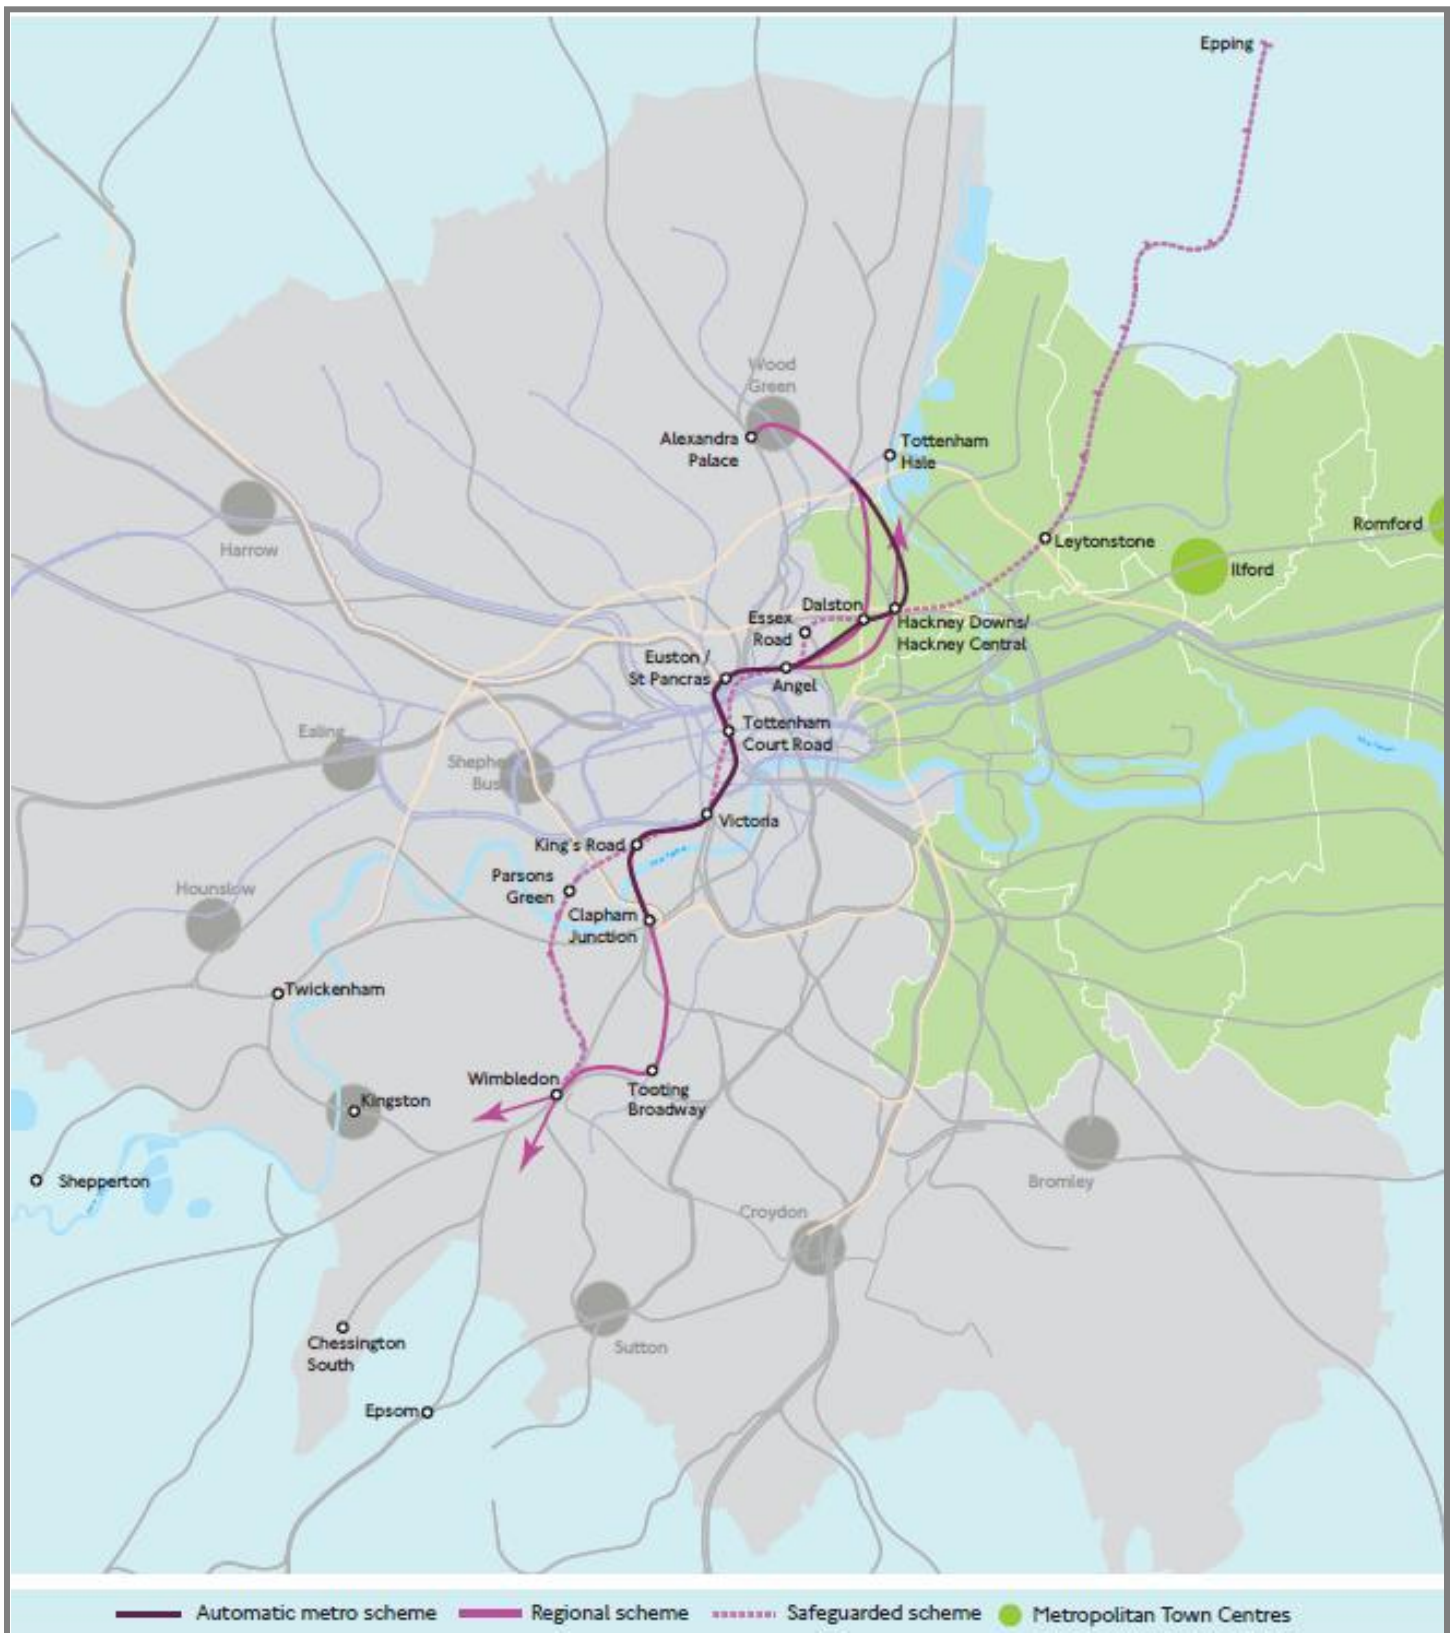 Epping
Wood
Green
Alexandra
Palace
Tottenham
Hale
Harrow
Romford
Leytonstone
Ilford
Dalston
Essex
Road
Hackney Downs/
Hackney Central
Euston /
St Pancras
Angel
Ealing
Tottenham
Court Road
Shephe
Bus
Victoria
King's Road
Parsons
Green
Hounslow
Clapham
Junction
Twickenham
Wimbledon
Tooting
Broadway
Kingston
Shepperton
Bromley
Croydon
Chessington
South
Sutton
Epsom
Automatic metro scheme
Regional scheme
Safeguarded scheme
Metropolitan Town Centres